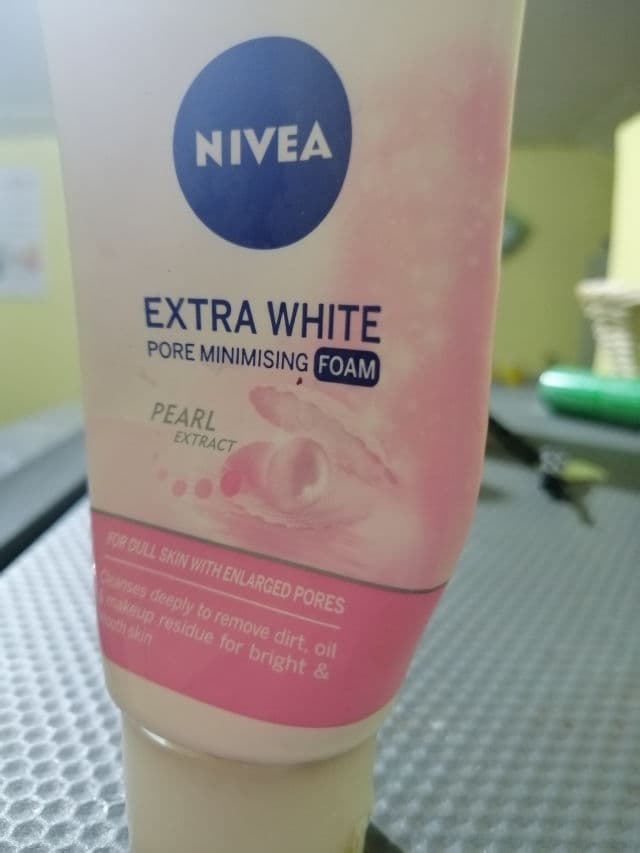 NIVEA
EXTRA WHITE
PORE MINIMISING FOAM
PEARL
EXTRACT
FOR DULL SKIN WITH ENLARGED PORES
Cleanses deeply to remove dirt, oil
& makeup residue for bright &
smooth skin